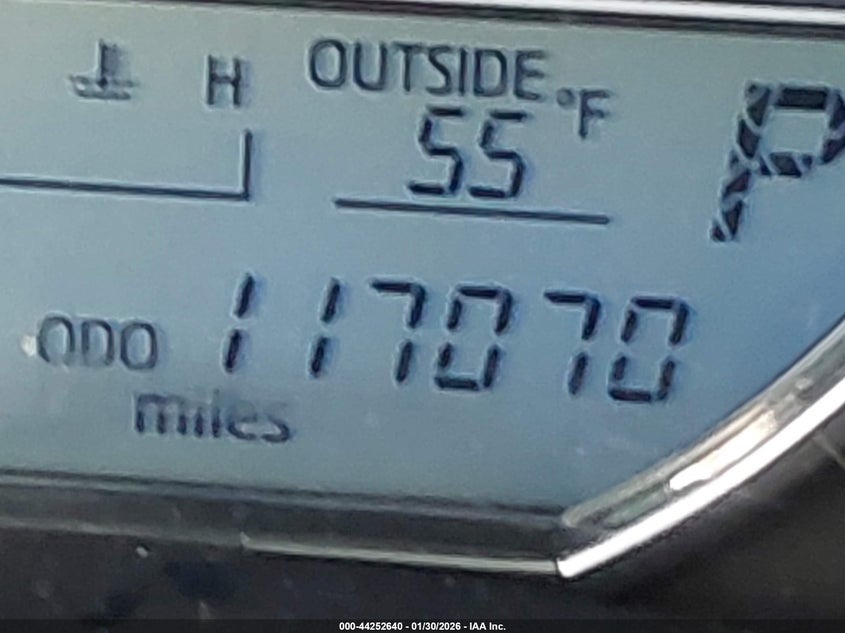 H OUTSIDE
55°F
P
ODO 117070
miles
000-44252640 - 01/30/2026 - IAA Inc.